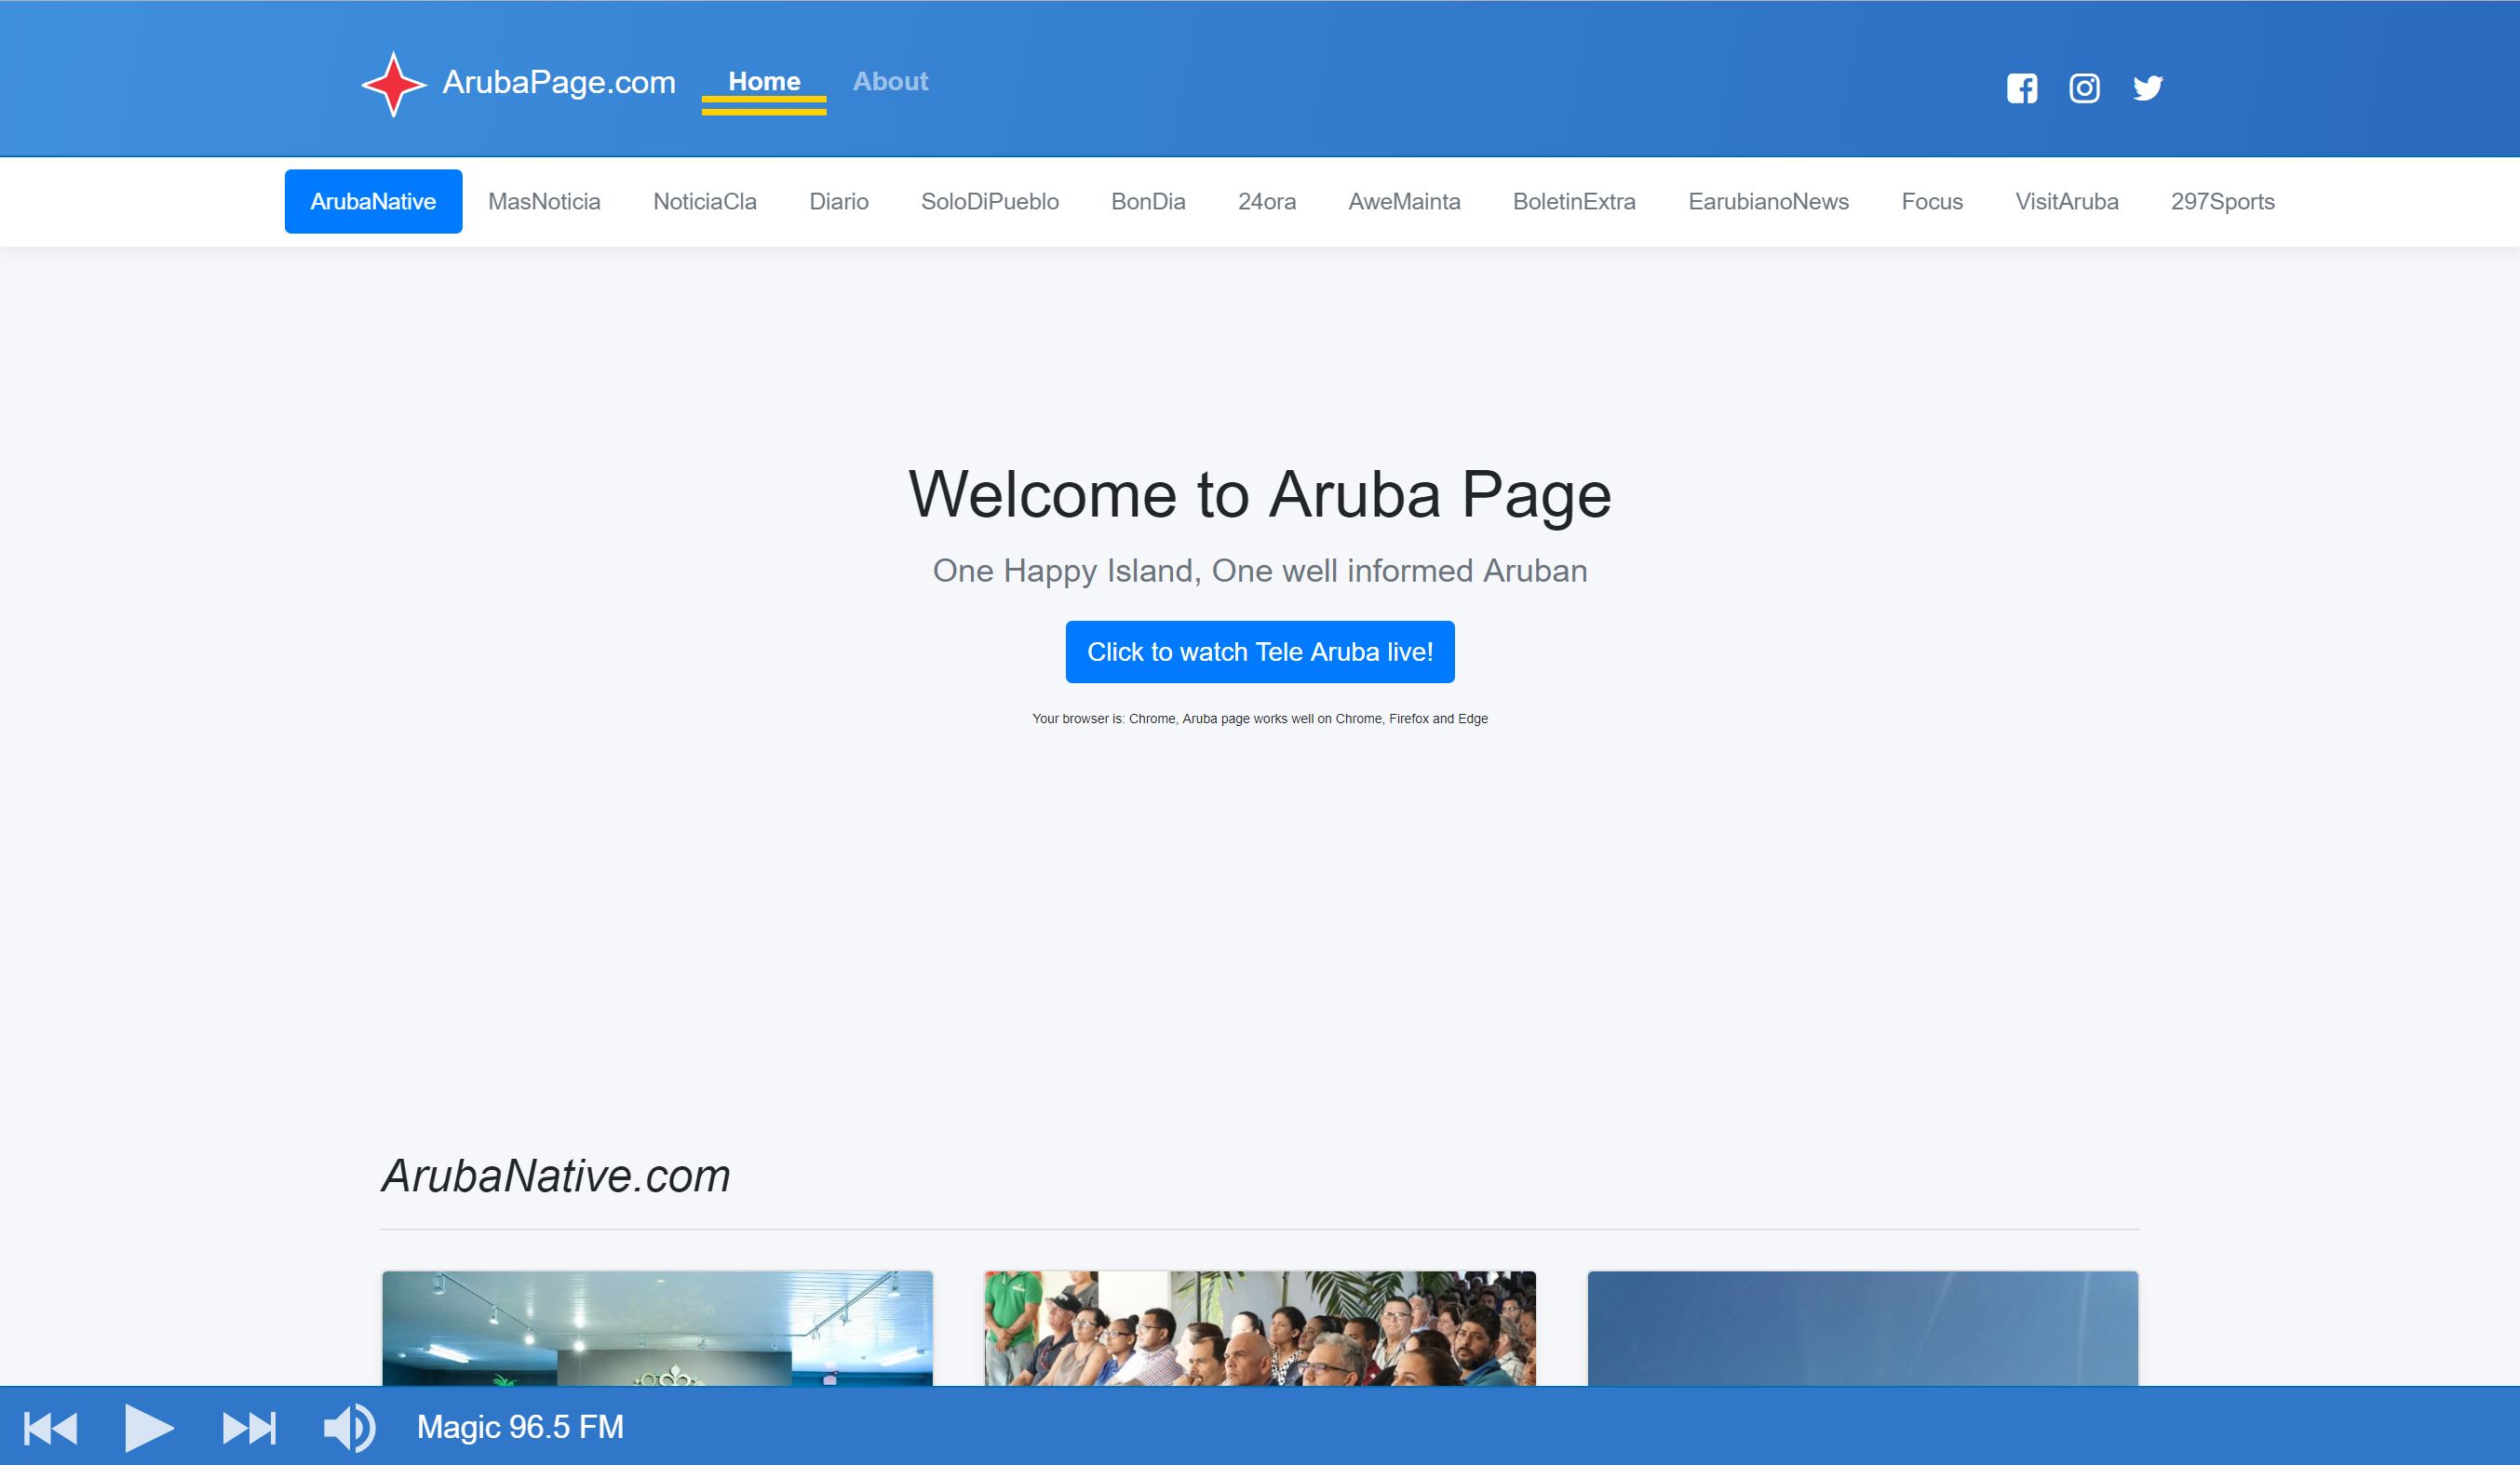 ArubaPage.com Home About
ArubaNative MasNoticia NoticiaCla Diario SoloDiPueblo BonDia 24ora AweMainta BoletinExtra EarubianoNews Focus VisitAruba 297Sports
Welcome to Aruba Page
One Happy Island, One well informed Aruban
Click to watch Tele Aruba live!
Your browser is: Chrome, Aruba page works well on Chrome, Firefox and Edge
ArubaNative.com
Magic 96.5 FM